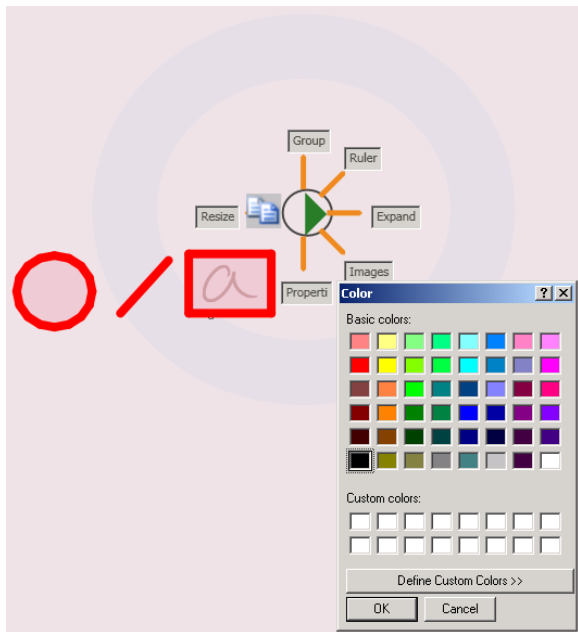 Group
Ruler
Resize
Expand
a
Images
Properti
Color
Basic colors:
Custom colors:
Define Custom Colors >>
OK
Cancel